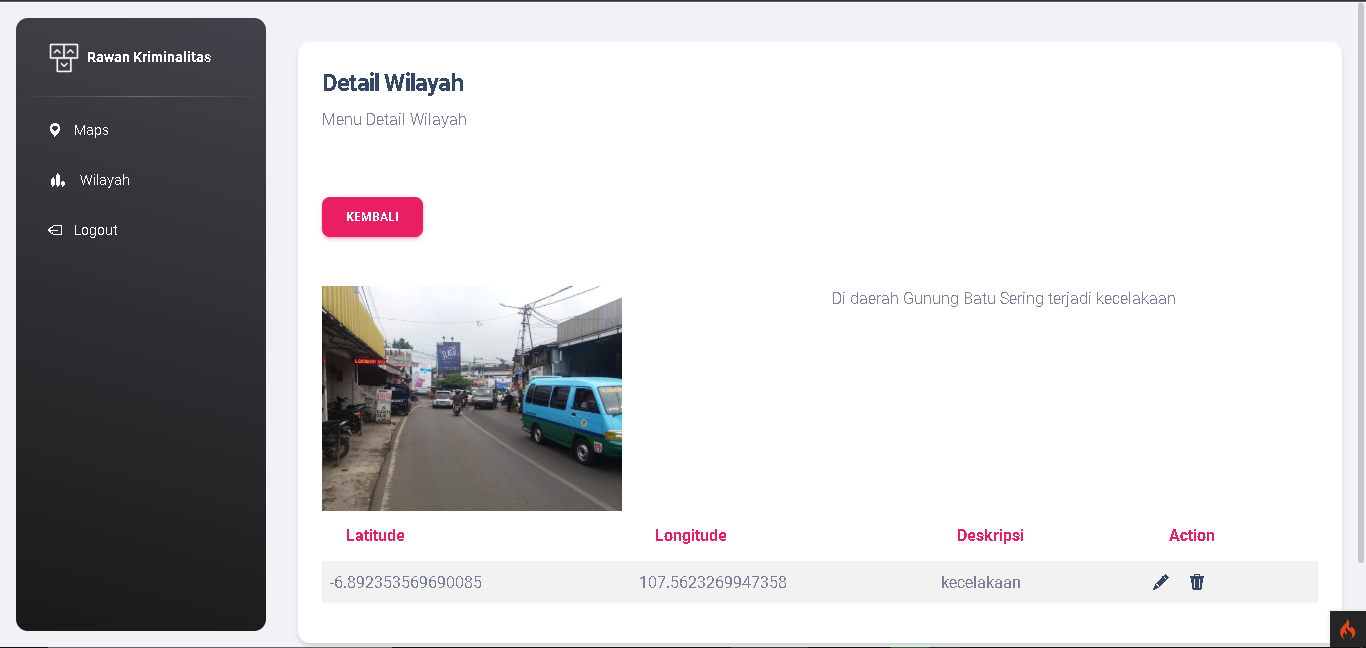 Rawan Kriminalitas
Maps
Wilayah
Logout
Detail Wilayah
Menu Detail Wilayah
KEMBALI
Di daerah Gunung Batu Sering terjadi kecelakaan
Latitude
Longitude
Deskripsi
Action
-6.892353569690085
107.5623269947358
kecelakaan